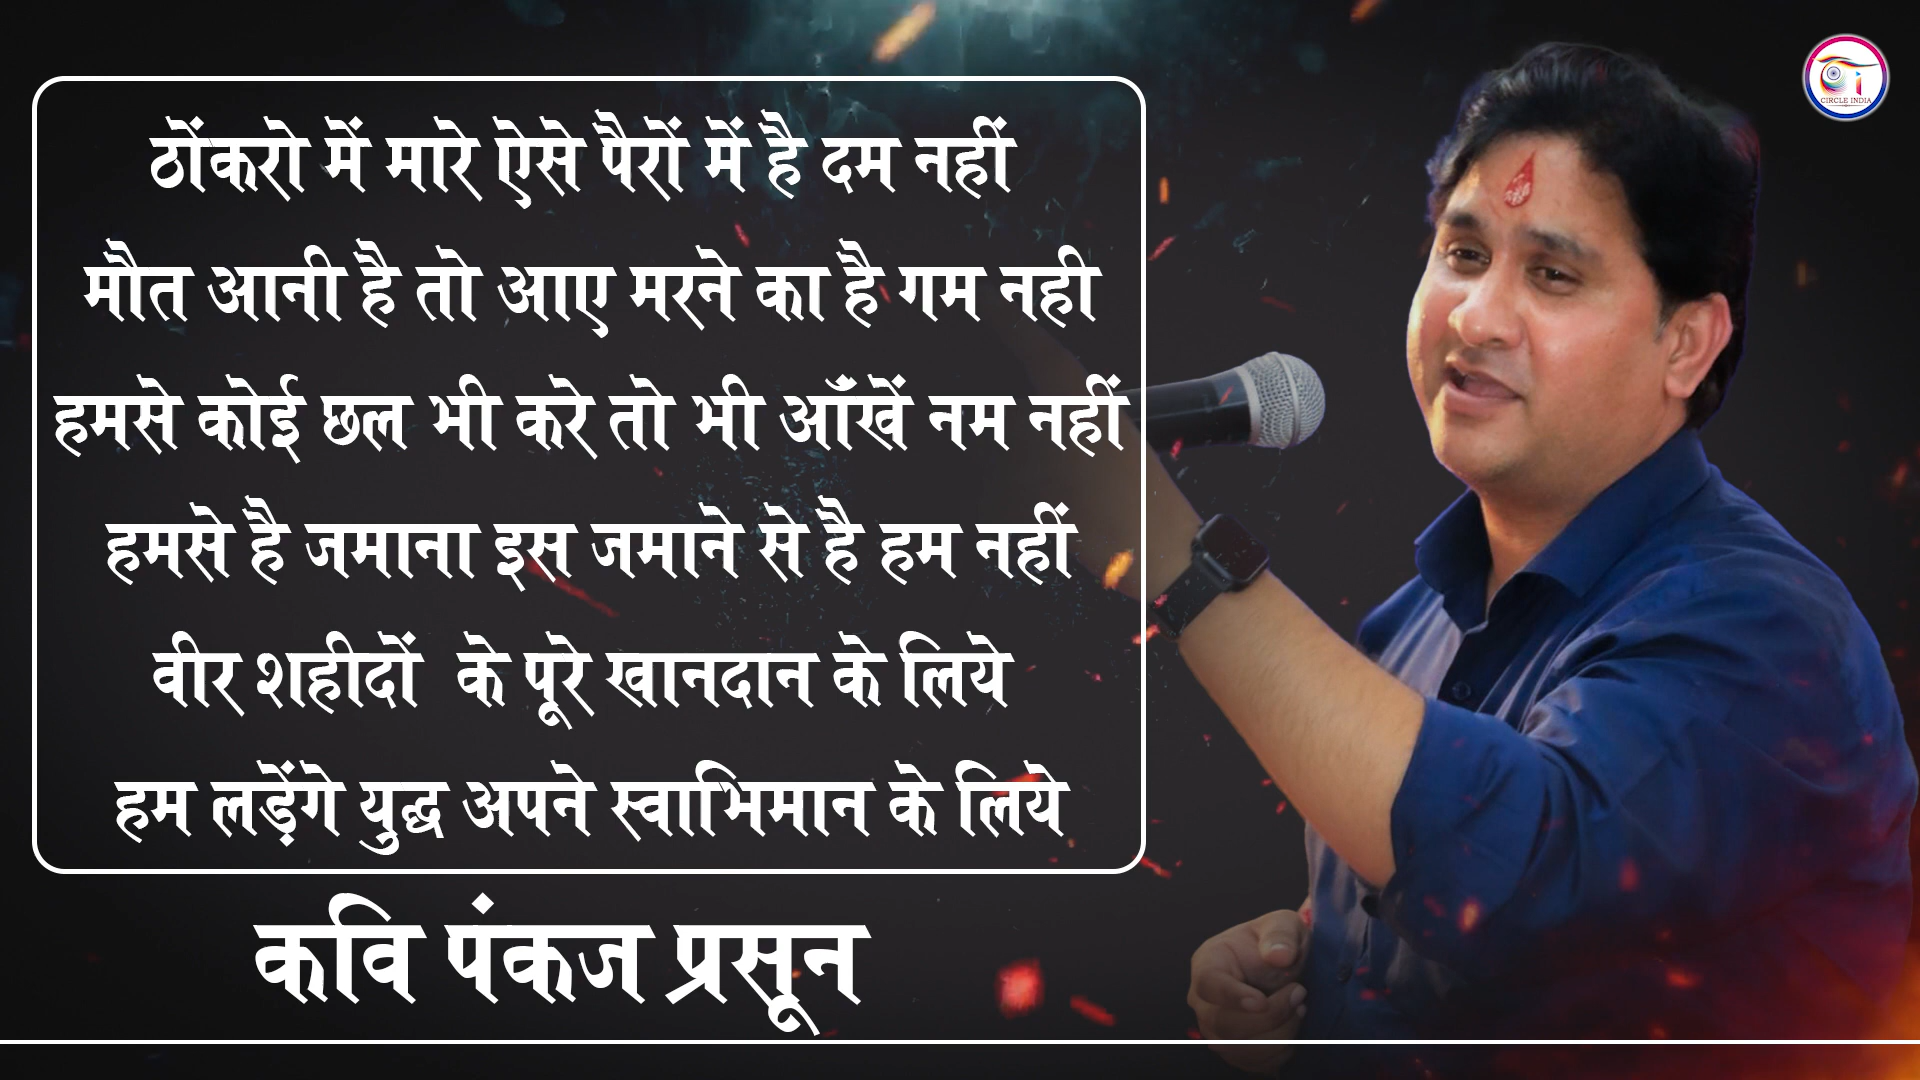 ठोंकरो में मारे ऐसे पैरों में है दम नहीं
मौत आनी है तो आए मरने का है गम नही
हमसे कोई छल भी करे तो भी आँखें नम नहीं
हमसे है जमाना इस जमाने से है हम नहीं
वीर शहीदों के पूरे खानदान के लिये
हम लड़ेंगे युद्ध अपने स्वाभिमान के लिये
कवि पंकज प्रसून
CIRCLE INDIA